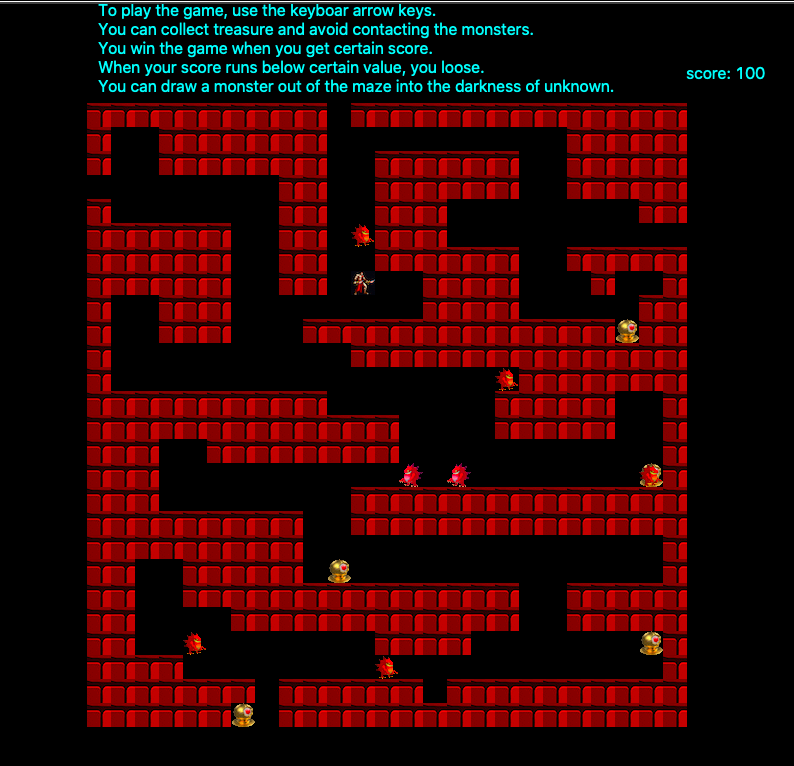 To play the game, use the keyboar arrow keys.
You can collect treasure and avoid contacting the monsters.
You win the game when you get certain score.
When your score runs below certain value, you loose.
score: 100
You can draw a monster out of the maze into the darkness of unknown.